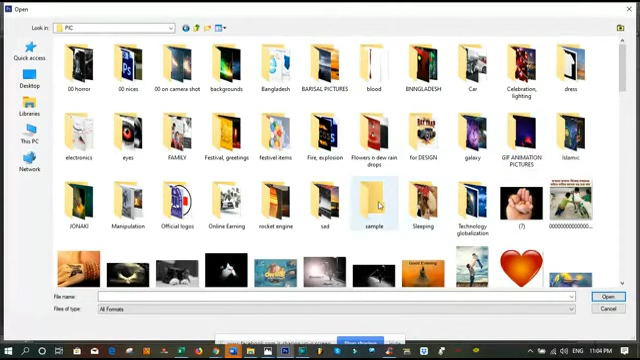 Open
Look in:
PIC
Quick access
Desktop
Libraries
This PC
Network
00 horror
00 nices
00 on camera shot
backgrounds
Bangladesh
BARISAL PICTURES
blood
BNNGLADESH
Car
Celebration, lighting
dress
electronics
eyes
FAMILY
Festival, greetings
festival items
Fire, explosion
Flowers n dew rain drops
for DESIGN
galaxy
GIF ANIMATION PICTURES
Islamic
JONAKI
Manipulation
Official logos
Online Earning
rocket engine
sad
sample
Sleeping
Technology globalization
(7)
File name:
Open
Files of type:
All Formats
Cancel
ENG
11:04 PM